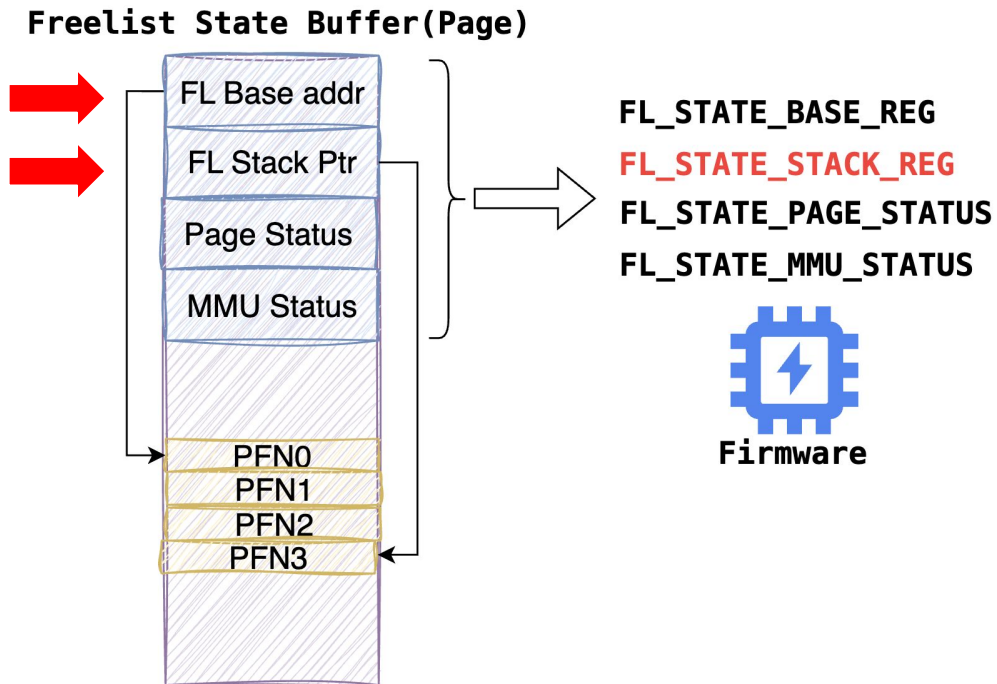 Freelist State Buffer(Page)
FL Base addr
FL Stack Ptr
Page Status
MMU Status
PFN0
PFN1
PFN2
PFN3
FL_STATE_BASE_REG
FL_STATE_STACK_REG
FL_STATE_PAGE_STATUS
FL_STATE_MMU_STATUS
Firmware